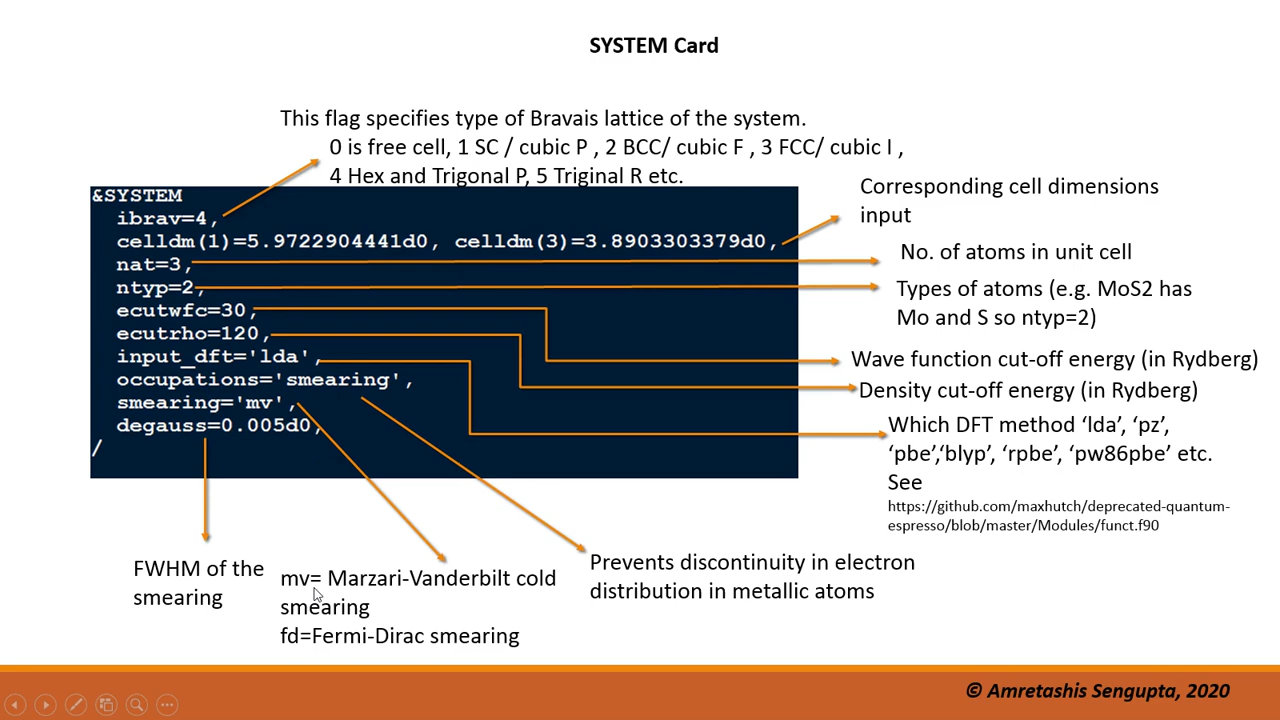 SYSTEM Card
This flag specifies type of Bravais lattice of the system.
0 is free cell, 1 SC / cubic P , 2 BCC/ cubic F , 3 FCC/ cubic I ,
4 Hex and Trigonal P, 5 Triginal R etc.
&SYSTEM
ibrav=4,
celldm(1)=5.9722904441d0, celldm(3)=3.8903303379d0,
nat=3,
ntyp=2,
ecutwfc=30,
ecutrho=120,
input_dft='lda',
occupations='smearing',
smearing='mv',
degauss=0.005d0,
/
Corresponding cell dimensions
input
No. of atoms in unit cell
Types of atoms (e.g. MoS2 has
Mo and S so ntyp=2)
Wave function cut-off energy (in Rydberg)
Density cut-off energy (in Rydberg)
Which DFT method ‘lda’, ‘pz’,
‘pbe’,‘blyp’, ‘rpbe’, ‘pw86pbe’ etc.
See
https://github.com/maxhutch/deprecated-quantum-
espresso/blob/master/Modules/funct.f90
FWHM of the
smearing
mv= Marzari-Vanderbilt cold
smearing
fd=Fermi-Dirac smearing
Prevents discontinuity in electron
distribution in metallic atoms
© Amretashis Sengupta, 2020